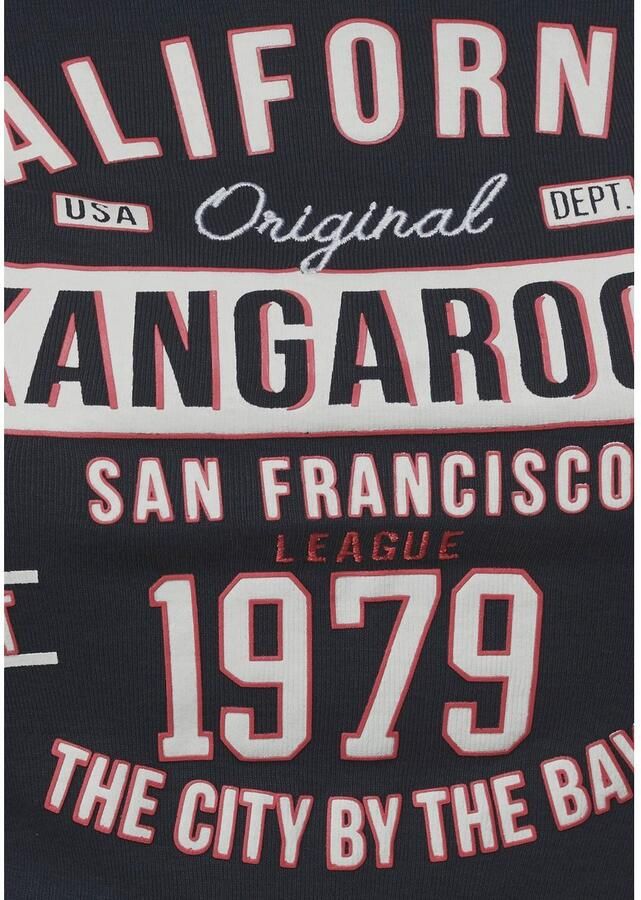 ALIFORN
USA Original DEPT.
KANGAROO
SAN FRANCISCO
LEAGUE
1979
THE CITY BY THE BAY